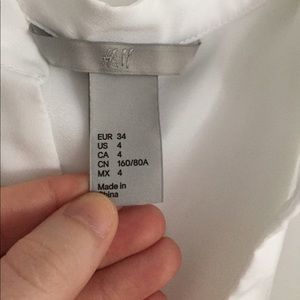 H&M
EUR 34
US 4
CA 4
CN 160/80A
MX 4
Made in
China